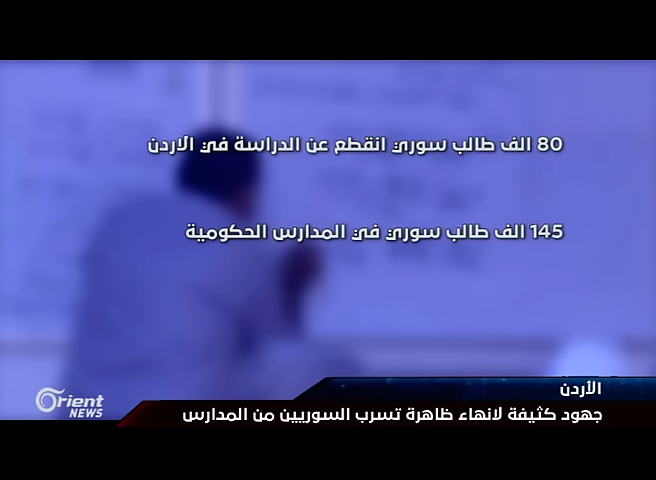 80 الف طالب سوري انقطع عن الدراسة في الاردن
145 الف طالب سوري في المدارس الحكومية
الأردن
جهود كثيفة لانهاء ظاهرة تسرب السوريين من المدارس
Orient
NEWS